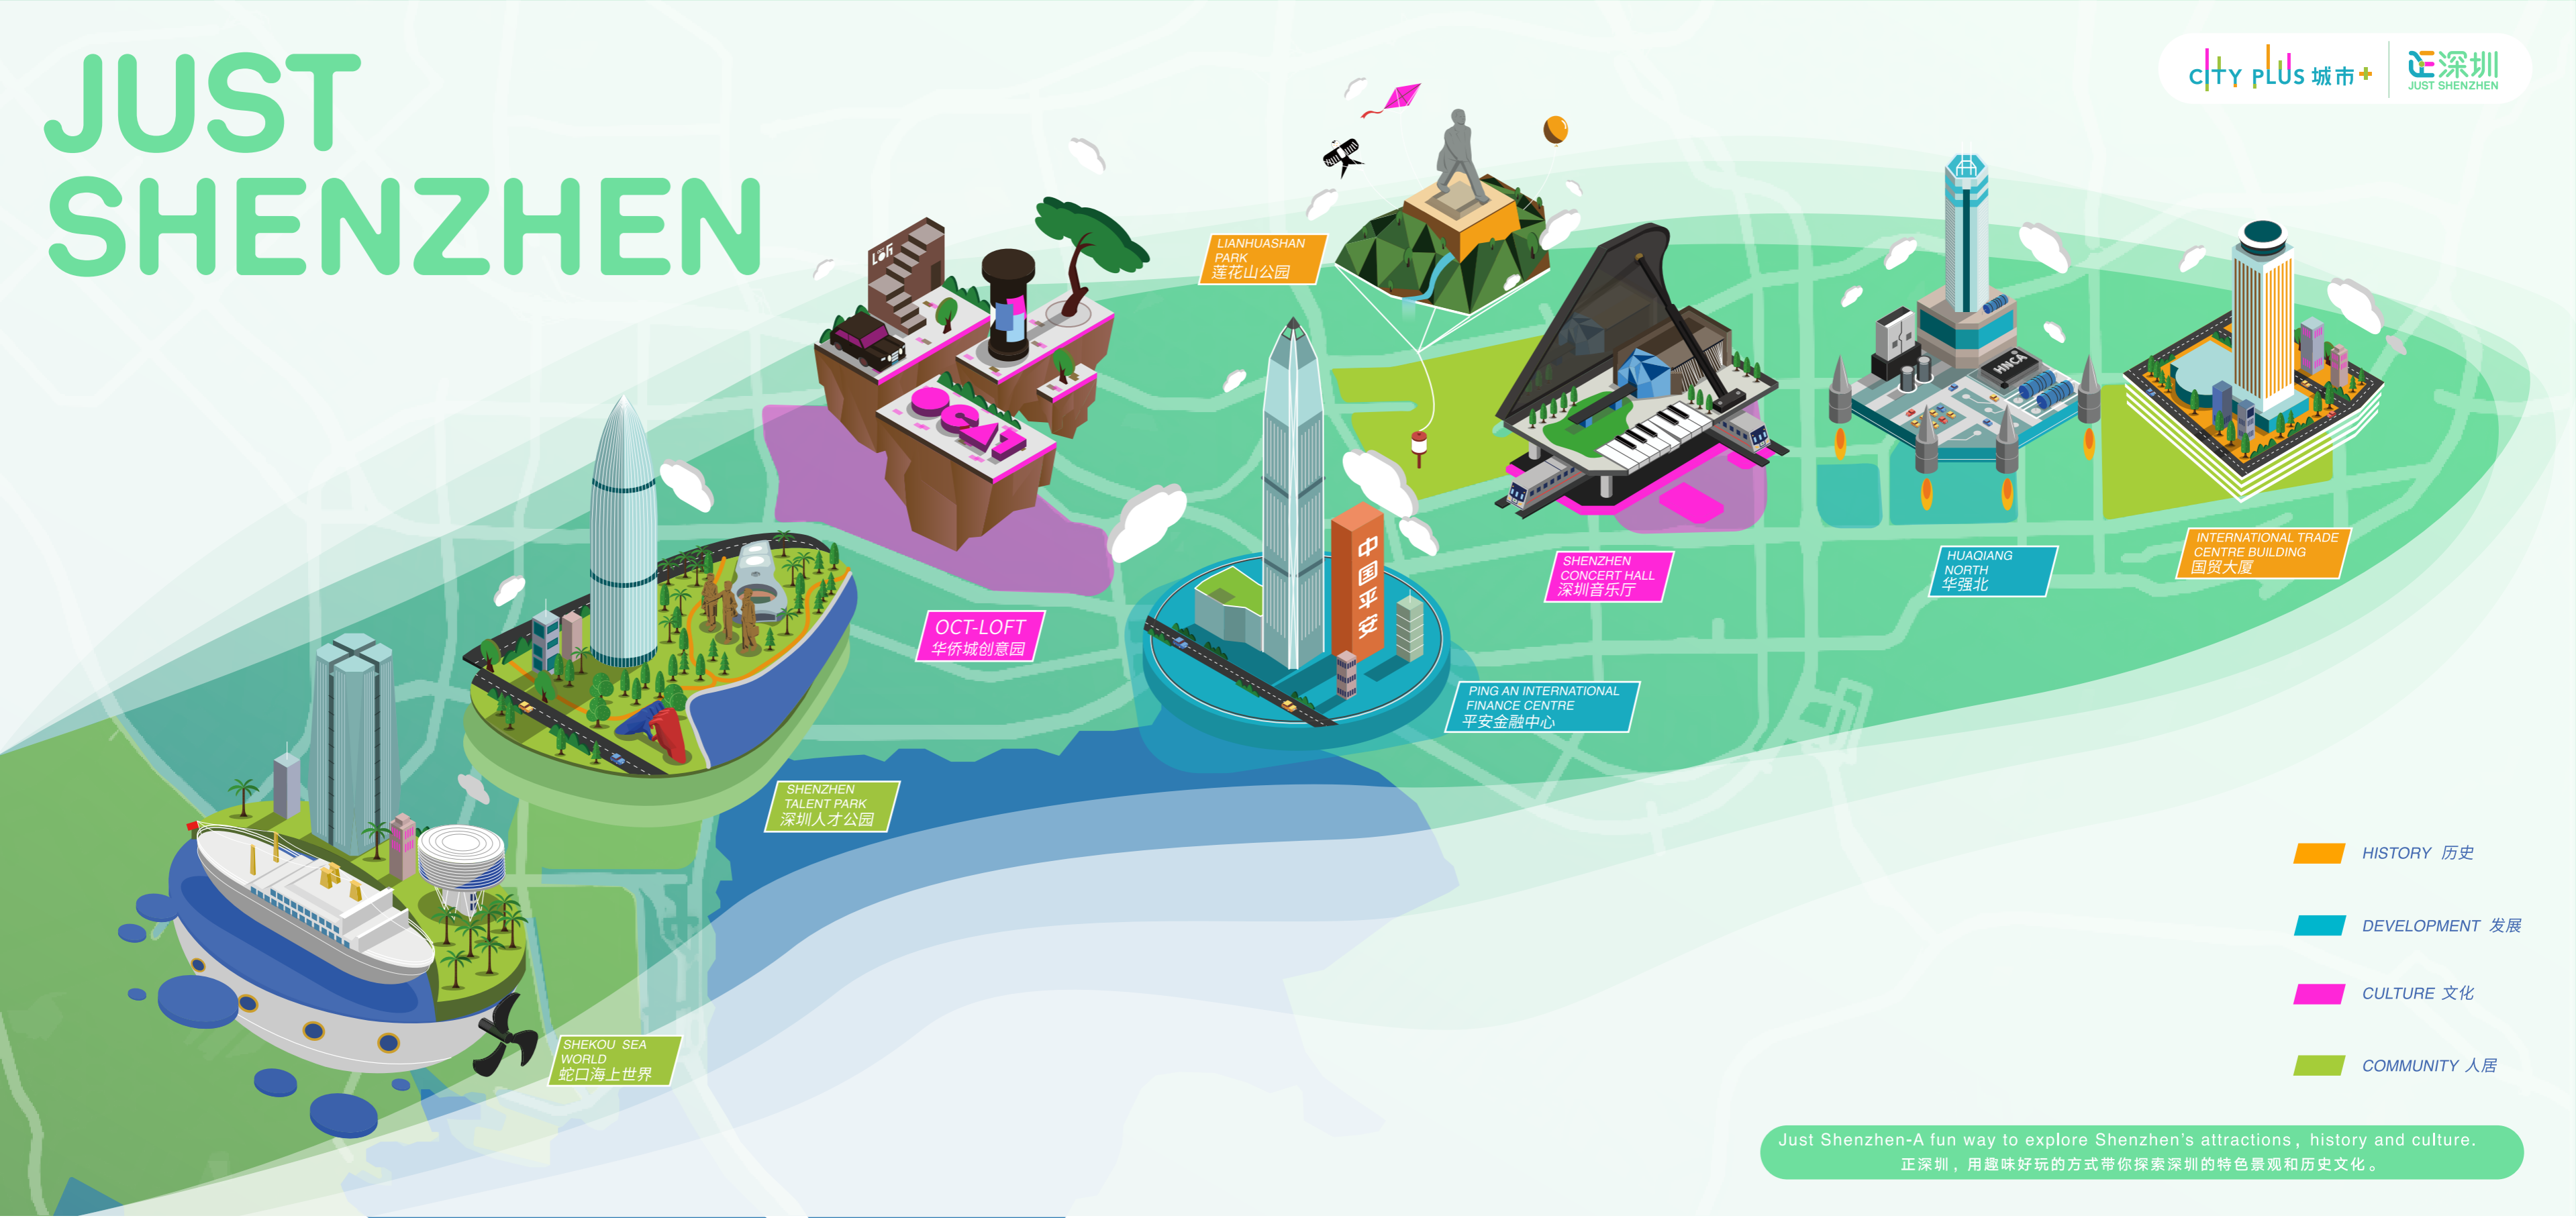 JUST
SHENZHEN
CITY PLUS 城市+
正深圳
JUST SHENZHEN
LIANHUASHAN
PARK
莲花山公园
LOFT
OCAT
HNCA
中国平安
SHENZHEN
CONCERT HALL
深圳音乐厅
HUAQIANG
NORTH
华强北
INTERNATIONAL TRADE
CENTRE BUILDING
国贸大厦
OCT-LOFT
华侨城创意园
PING AN INTERNATIONAL
FINANCE CENTRE
平安金融中心
SHENZHEN
TALENT PARK
深圳人才公园
SHEKOU SEA
WORLD
蛇口海上世界
HISTORY 历史
DEVELOPMENT 发展
CULTURE 文化
COMMUNITY 人居
Just Shenzhen-A fun way to explore Shenzhen's attractions, history and culture.
正深圳，用趣味好玩的方式带你探索深圳的特色景观和历史文化。